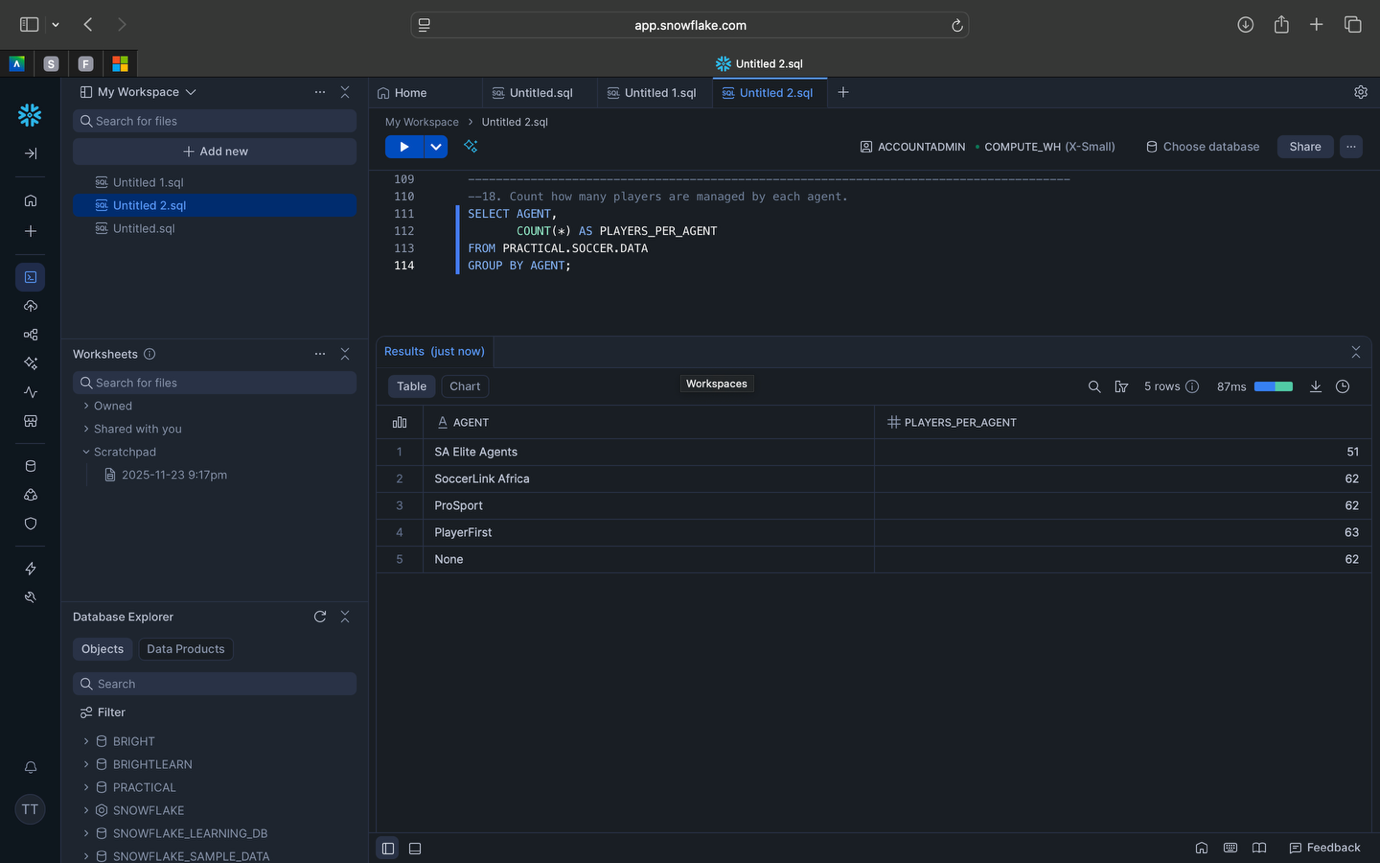 app.snowflake.com
S
F
Untitled 2.sql
My Workspace
Search for files
Add new
Untitled 1.sql
Untitled 2.sql
Untitled.sql
Worksheets
Search for files
Owned
Shared with you
Scratchpad
2025-11-23 9:17pm
Database Explorer
Objects
Data Products
Search
Filter
BRIGHT
BRIGHTLEARN
PRACTICAL
SNOWFLAKE
SNOWFLAKE_LEARNING_DB
SNOWFLAKE_SAMPLE_DATA
TT
Home
Untitled.sql
Untitled 1.sql
Untitled 2.sql
My Workspace > Untitled 2.sql
ACCOUNTADMIN
COMPUTE_WH (X-Small)
Choose database
Share
109 ---------------------------------------------------------------------------------------
110 --18. Count how many players are managed by each agent.
111 SELECT AGENT,
112 COUNT(*) AS PLAYERS_PER_AGENT
113 FROM PRACTICAL.SOCCER.DATA
114 GROUP BY AGENT;
Results (just now)
Table
Chart
Workspaces
5 rows
87ms
AGENT PLAYERS_PER_AGENT
1 SA Elite Agents 51
2 SoccerLink Africa 62
3 ProSport 62
4 PlayerFirst 63
5 None 62
Feedback